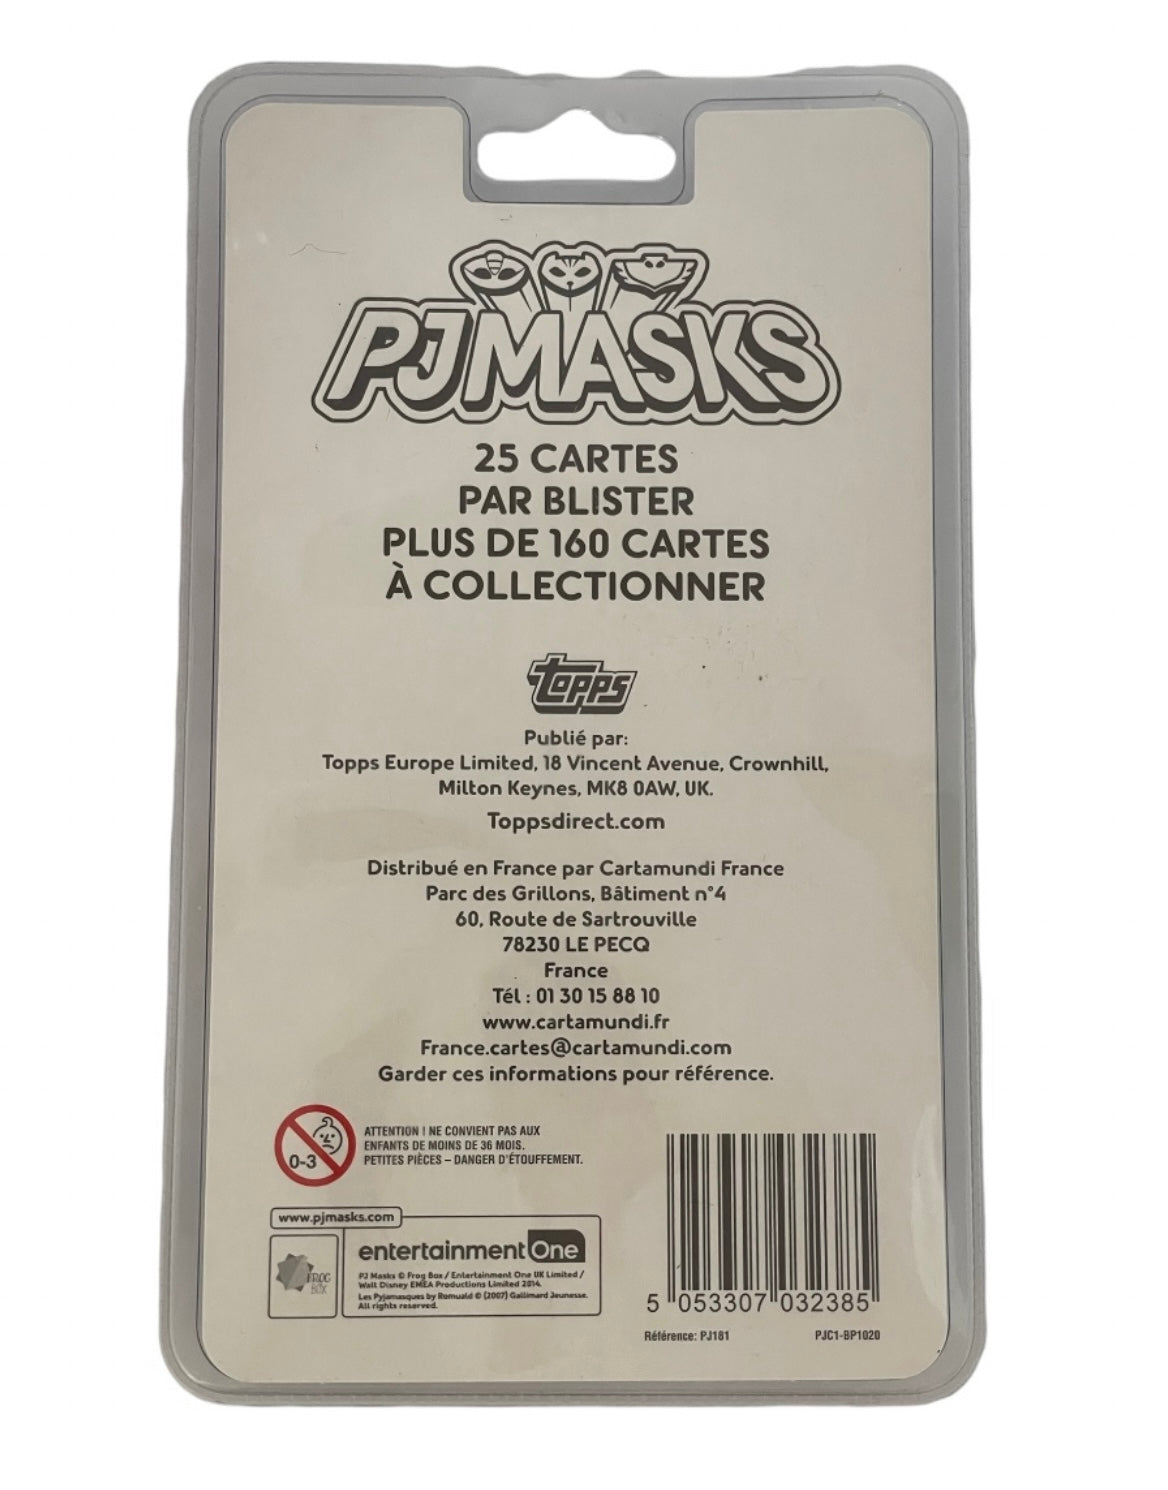 PJMASKS
25 CARTES
PAR BLISTER
PLUS DE 160 CARTES
À COLLECTIONNER
topps
Publié par:
Topps Europe Limited, 18 Vincent Avenue, Crownhill,
Milton Keynes, MK8 0AW, UK.
Toppsdirect.com
Distribué en France par Cartamundi France
Parc des Grillons, Bâtiment n°4
60, Route de Sartrouville
78230 LE PECQ
France
Tél : 01 30 15 88 10
www.cartamundi.fr
France.cartes@cartamundi.com
Garder ces informations pour référence.
0-3
ATTENTION ! NE CONVIENT PAS AUX
ENFANTS DE MOINS DE 36 MOIS.
PETITES PIÈCES – DANGER D'ÉTOUFFEMENT.
www.pjmasks.com
FROG
BOX
entertainmentOne
PJ Masks © Frog Box / Entertainment One UK Limited /
Walt Disney EMEA Productions Limited 2014.
Les Pyjamasques by Romuald © (2007) Gallimard Jeunesse.
All rights reserved.
5 053307 032385
Référence: PJ181 PJC1-BP1020